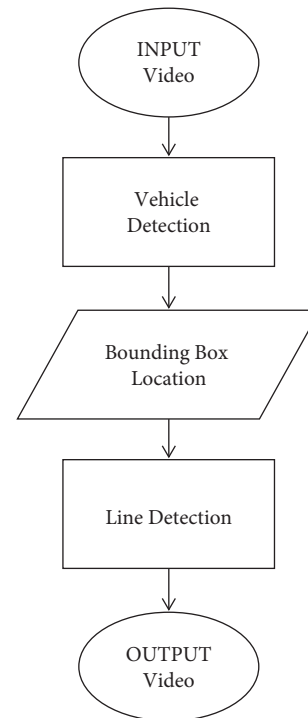 INPUT
Video
Vehicle
Detection
Bounding Box
Location
Line Detection
OUTPUT
Video